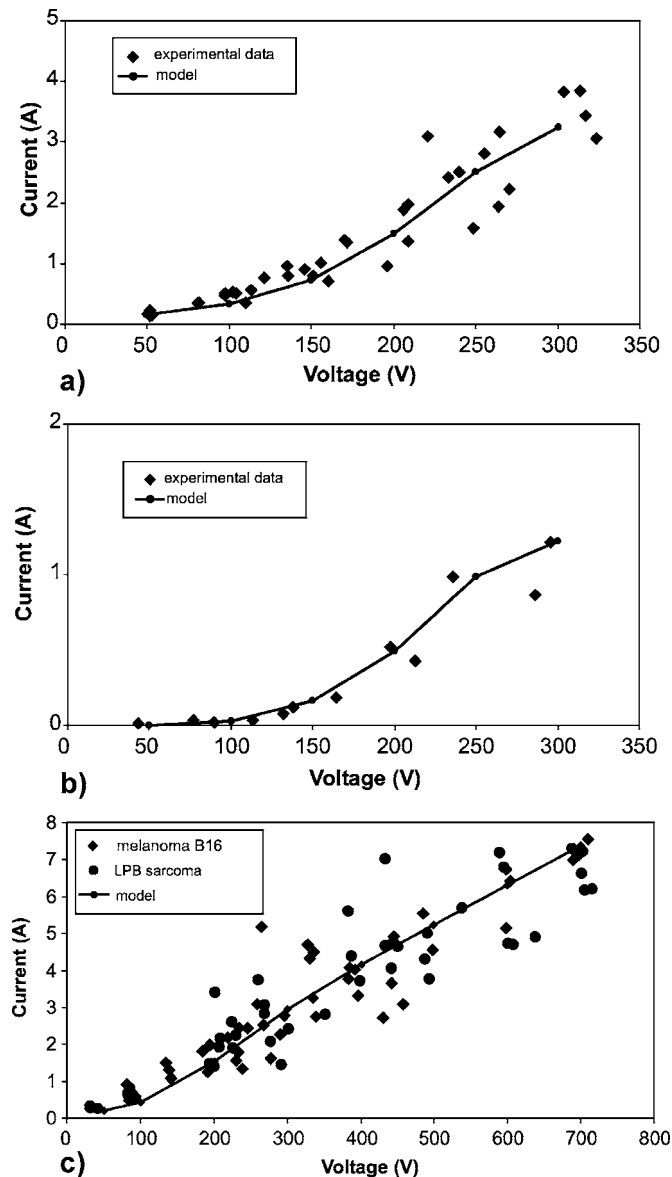 5
4
3
2
1
0
Current (A)
experimental data
model
0 50 100 150 200 250 300 350
Voltage (V)
a)
2
1
0
Current (A)
experimental data
model
0 50 100 150 200 250 300 350
Voltage (V)
b)
8
7
6
5
4
3
2
1
0
Current (A)
melanoma B16
LPB sarcoma
model
0 100 200 300 400 500 600 700 800
Voltage (V)
c)